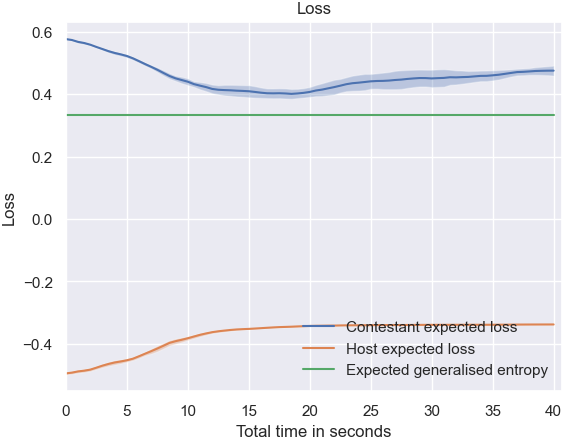 Loss
0.6
0.4
0.2
0.0
−0.2
−0.4
Loss
Contestant expected loss
Host expected loss
Expected generalised entropy
0 5 10 15 20 25 30 35 40
Total time in seconds